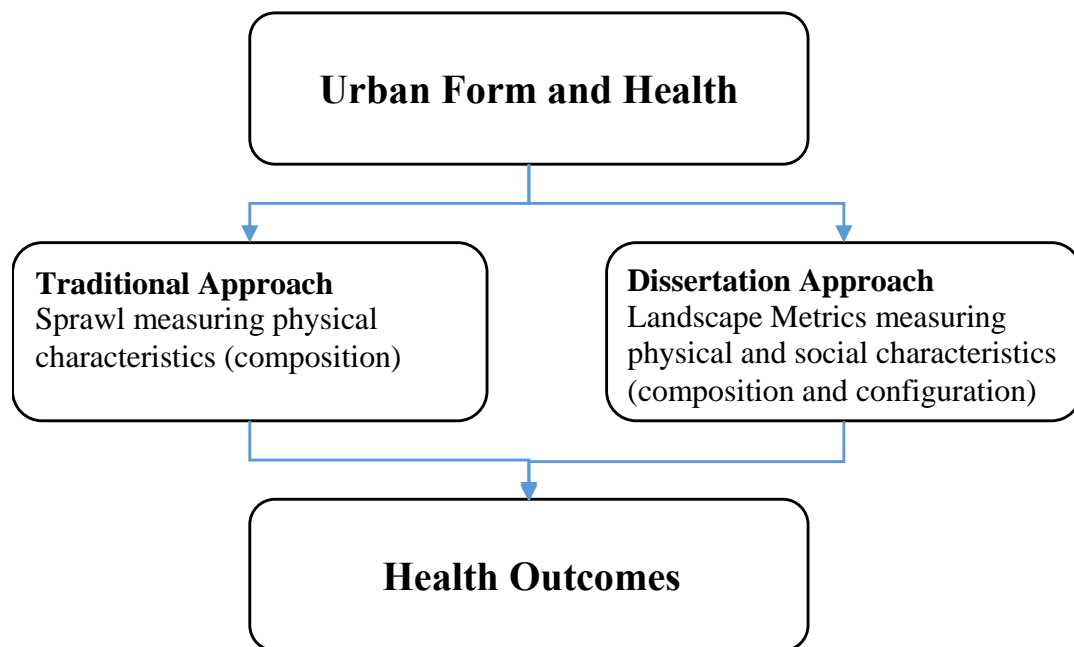 Urban Form and Health
Traditional Approach
Sprawl measuring physical
characteristics (composition)
Dissertation Approach
Landscape Metrics measuring
physical and social characteristics
(composition and configuration)
Health Outcomes